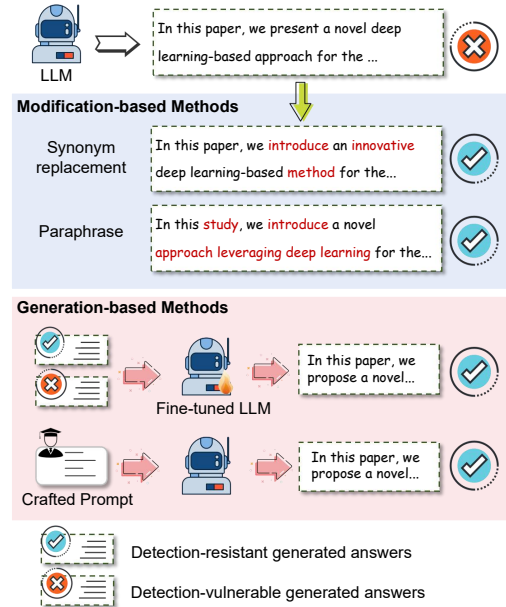 In this paper, we present a novel deep
learning-based approach for the ...
LLM
Modification-based Methods
Synonym
replacement
In this paper, we introduce an innovative
deep learning-based method for the...
Paraphrase
In this study, we introduce a novel
approach leveraging deep learning for the...
Generation-based Methods
Fine-tuned LLM
In this paper, we
propose a novel...
Crafted Prompt
In this paper, we
propose a novel...
Detection-resistant generated answers
Detection-vulnerable generated answers